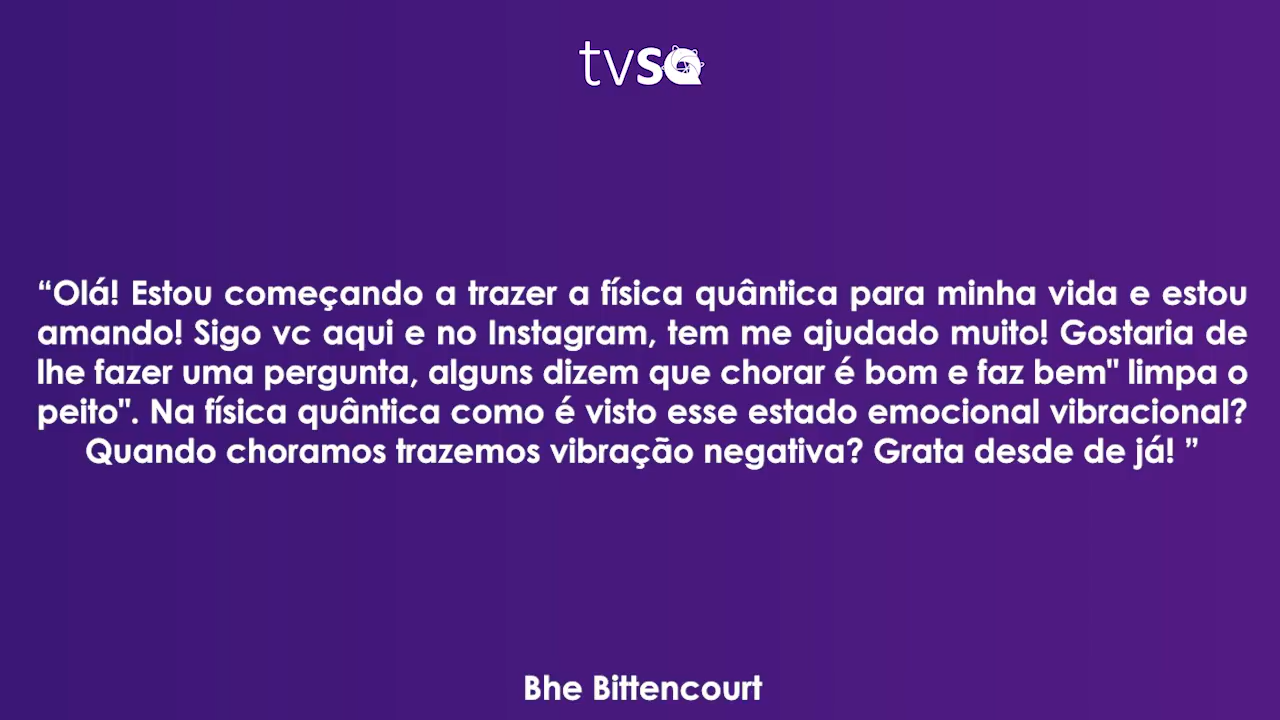 tvsQ
“Olá! Estou começando a trazer a física quântica para minha vida e estou
amando! Sigo vc aqui e no Instagram, tem me ajudado muito! Gostaria de
lhe fazer uma pergunta, alguns dizem que chorar é bom e faz bem" limpa o
peito". Na física quântica como é visto esse estado emocional vibracional?
Quando choramos trazemos vibração negativa? Grata desde de já! ”
Bhe Bittencourt